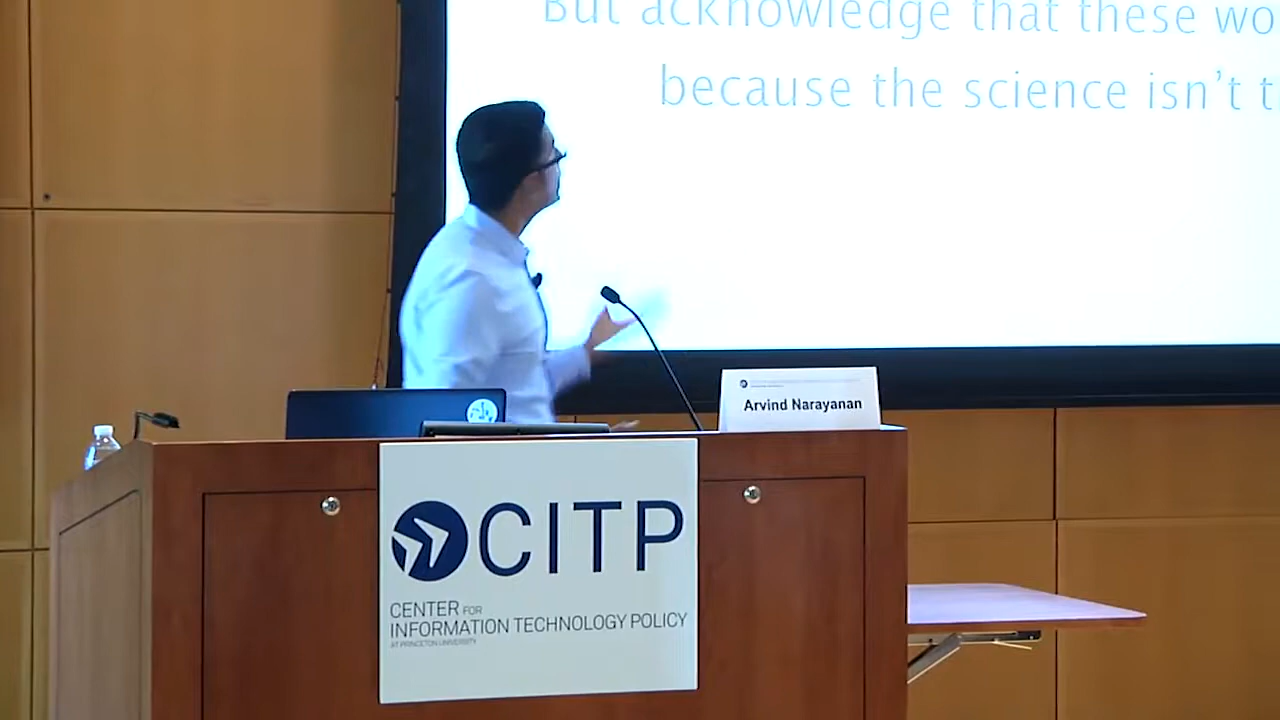 But acknowledge that these wo
because the science isn't t
Arvind Narayanan
CITP
CENTER FOR
INFORMATION TECHNOLOGY POLICY
AT PRINCETON UNIVERSITY